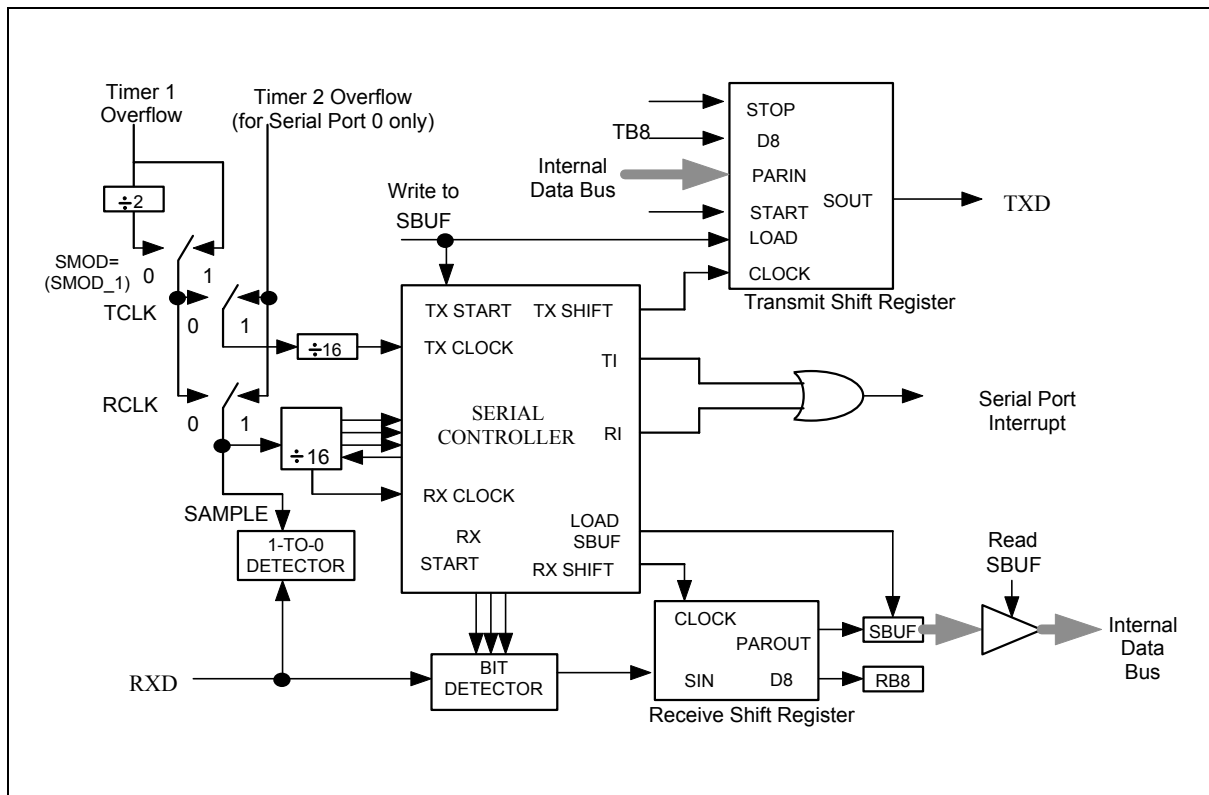 Timer 1
Overflow
Timer 2 Overflow
(for Serial Port 0 only)
÷2
SMOD=
(SMOD_1)
0
1
TCLK
0
1
÷16
RCLK
0
1
÷16
SAMPLE
1-TO-0
DETECTOR
RXD
Write to
SBUF
TX START
TX SHIFT
TX CLOCK
TI
SERIAL
CONTROLLER
RI
RX CLOCK
LOAD
SBUF
RX
START
RX SHIFT
BIT
DETECTOR
TB8
Internal
Data Bus
STOP
D8
PARIN
SOUT
START
LOAD
CLOCK
Transmit Shift Register
TXD
Serial Port
Interrupt
CLOCK
PAROUT
SIN
D8
Receive Shift Register
SBUF
RB8
Read
SBUF
Internal
Data
Bus